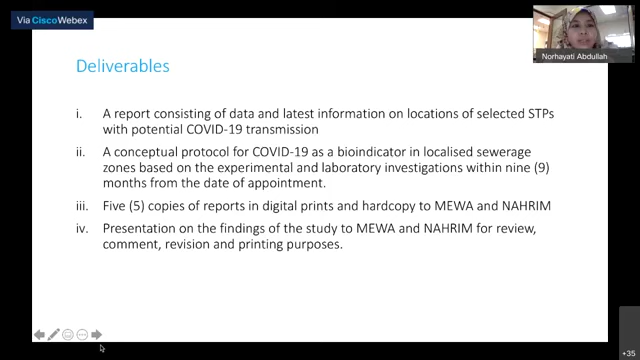 Via CiscoWebex
Norhayati Abdullah
Deliverables
i. A report consisting of data and latest information on locations of selected STPs
with potential COVID-19 transmission
ii. A conceptual protocol for COVID-19 as a bioindicator in localised sewerage
zones based on the experimental and laboratory investigations within nine (9)
months from the date of appointment.
iii. Five (5) copies of reports in digital prints and hardcopy to MEWA and NAHRIM
iv. Presentation on the findings of the study to MEWA and NAHRIM for review,
comment, revision and printing purposes.
+35